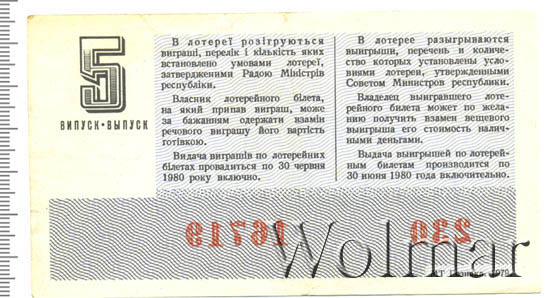 5
ВИПУСК•ВЫПУСК
В лотереї розігруються
виграші, перелік і кількість яких
встановлено умовами лотереї,
затвердженими Радою Міністрів
республіки.
Власник лотерейного білета,
на який припав виграш, може
за бажанням одержати взамін
речового виграшу його вартість
готівкою.
Видача виграшів по лотерейних
білетах провадиться по 30 червня
1980 року включно.
В лотерее разыгрываются
выигрыши, перечень и количе-
ство которых установлены усло-
виями лотереи, утвержденными
Советом Министров республики.
Владелец выигравшего лоте-
рейного билета может по жела-
нию получить взамен вещевого
выигрыша его стоимость налич-
ными деньгами.
Выдача выигрышей по лотерей-
ным билетам производится по
30 июня 1980 года включительно.
16719
230
Wolmar
1979